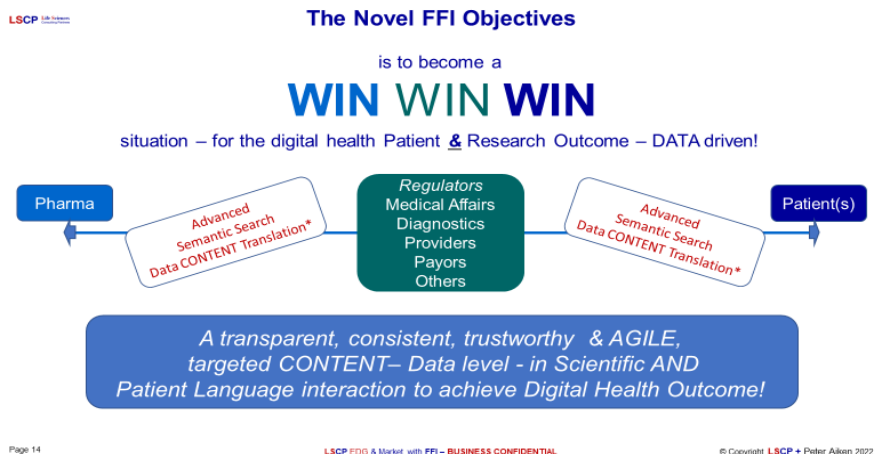 LSCP Life Sciences
Consulting Partners
The Novel FFI Objectives
is to become a
WIN WIN WIN
situation – for the digital health Patient & Research Outcome – DATA driven!
Pharma
Advanced
Semantic Search
Data CONTENT Translation*
Regulators
Medical Affairs
Diagnostics
Providers
Payors
Others
Advanced
Semantic Search
Data CONTENT Translation*
Patient(s)
A transparent, consistent, trustworthy & AGILE,
targeted CONTENT– Data level - in Scientific AND
Patient Language interaction to achieve Digital Health Outcome!
Page 14
LSCP EDG & Market with FFI – BUSINESS CONFIDENTIAL
© Copyright LSCP + Peter Aiken 2022